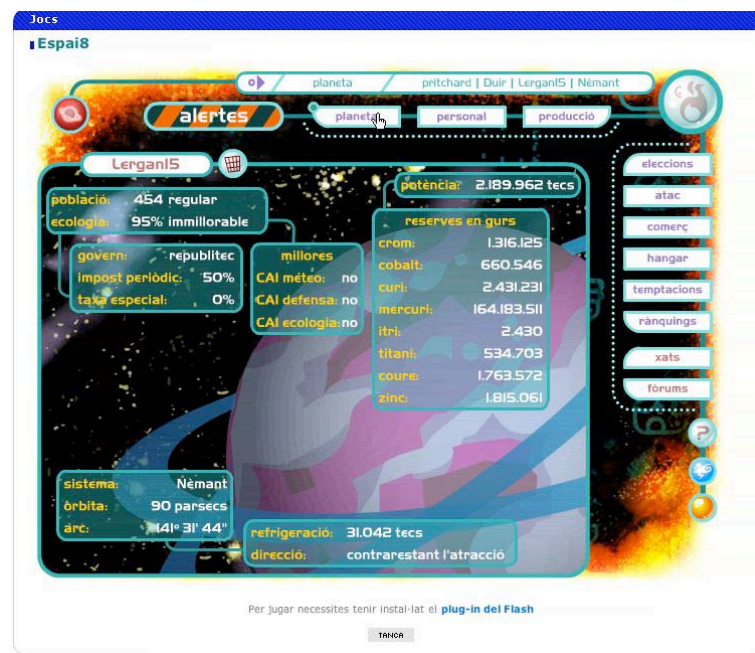 Jocs
Espai8
planeta
pritchard | Duir | Lergan15 | Nèmant
alertes
planeta
personal
producció
Lergan15
població: 454 regular
ecologia: 95% immillorable
govern: republitec
impost periòdic: 50%
taxa especial: 0%
millores
CAI méteo: no
CAI defensa: no
CAI ecologia: no
potència: 2.189.962 tecs
reserves en gurs
crom: 1.316.125
cobalt: 660.546
curi: 2.431.231
mercuri: 164.183.511
itri: 2.430
titani: 534.703
coure: 1.763.572
zinc: 1.815.061
eleccions
atac
comerç
hangar
temptacions
rànquings
xats
fòrums
?
sistema: Nèmant
òrbita: 90 parsecs
arc: 141º 31' 44"
refrigeració: 31.042 tecs
direcció: contrarestant l'atracció
Per jugar necessites tenir instal·lat el plug-in del Flash
TANCA